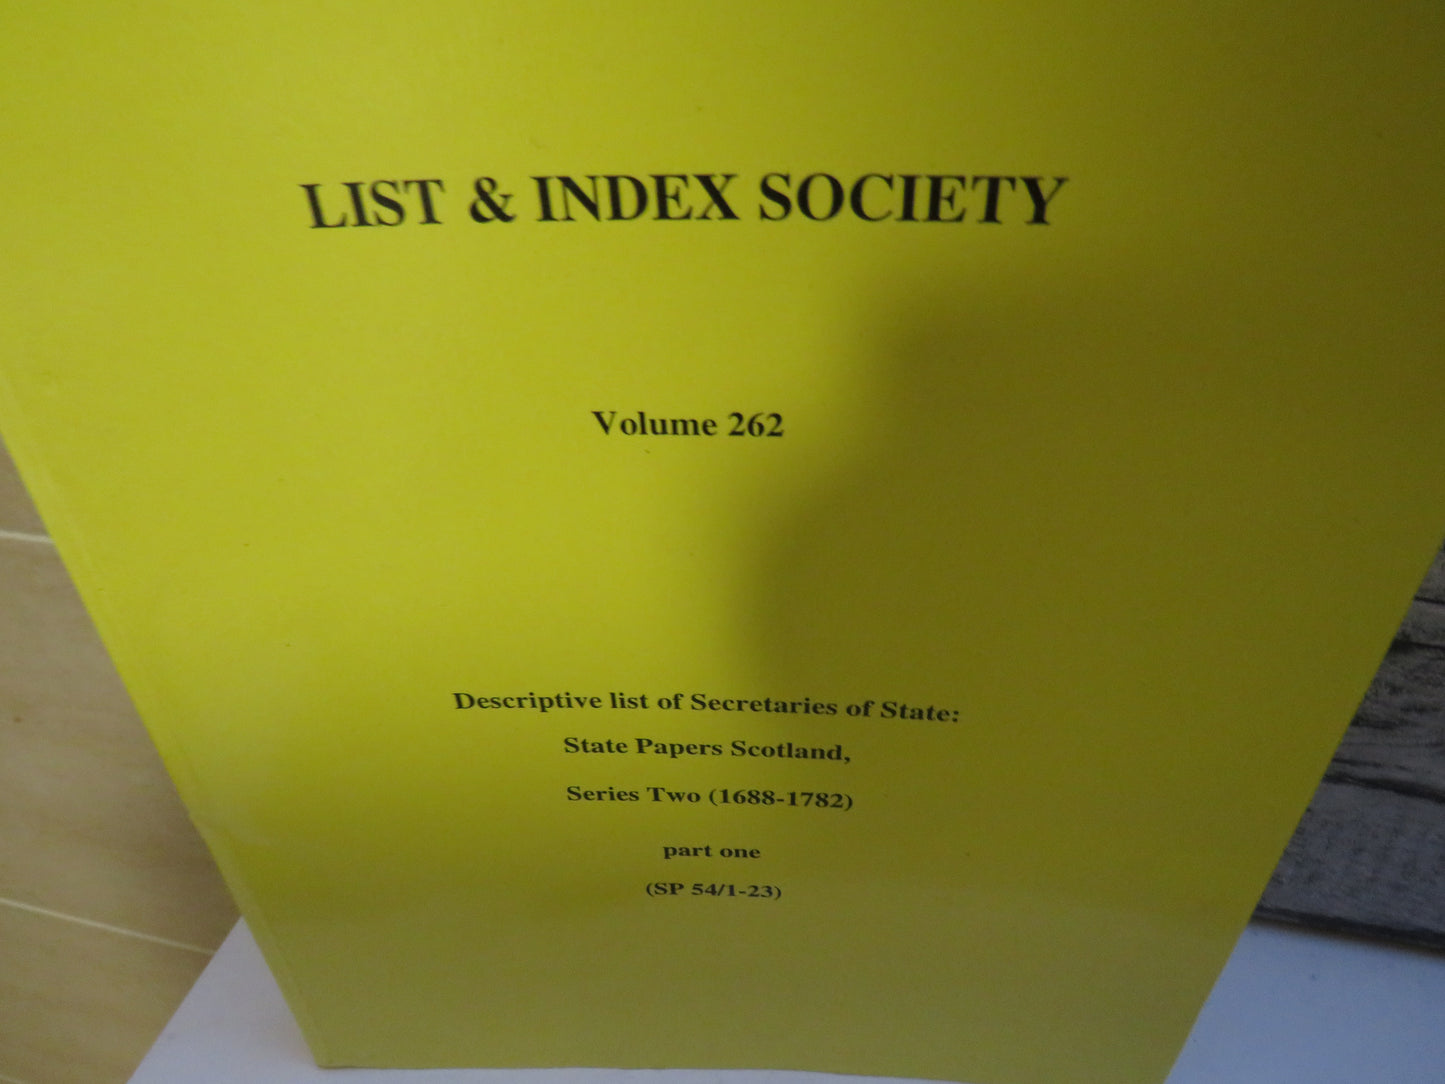 LIST & INDEX SOCIETY
Volume 262
Descriptive list of Secretaries of State:
State Papers Scotland,
Series Two (1688-1782)
part one
(SP 54/1-23)